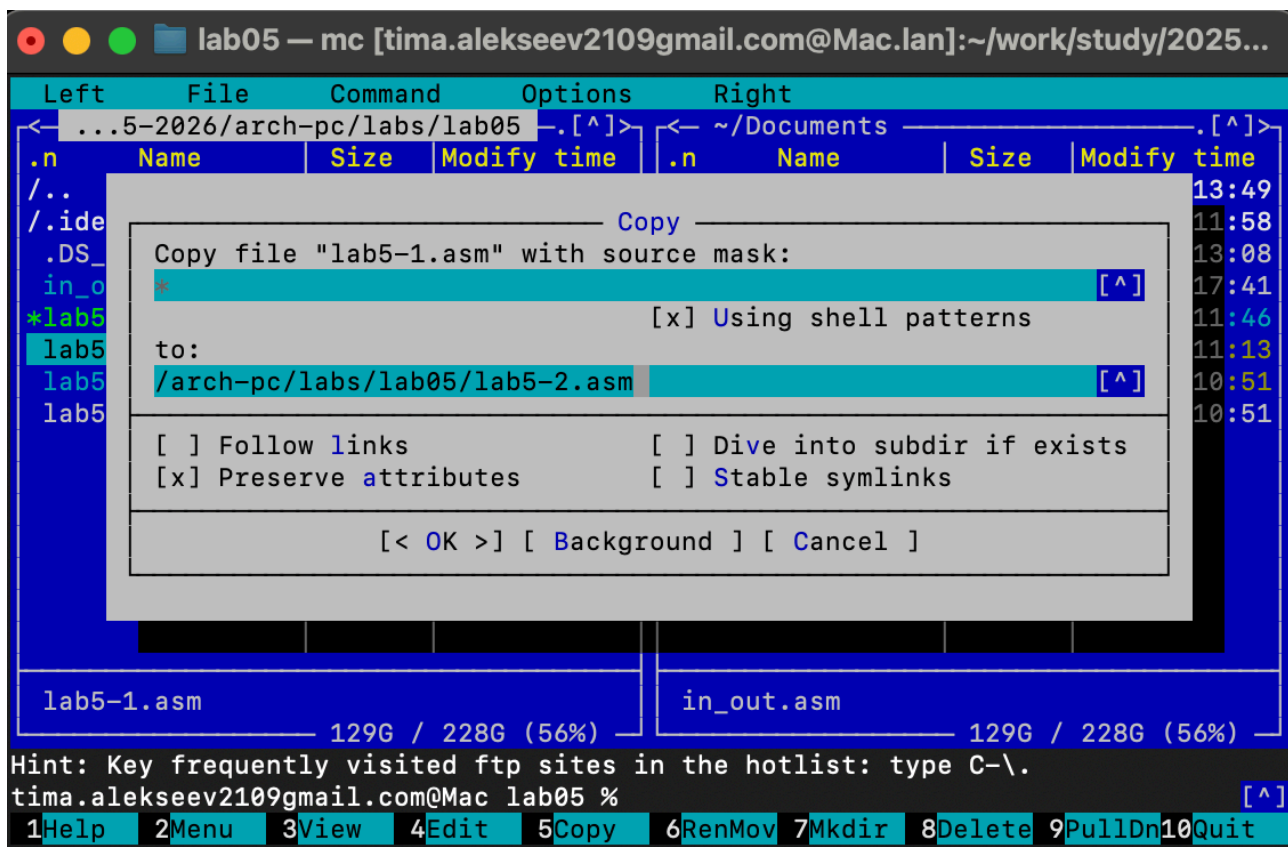 lab05 — mc [tima.alekseev2109gmail.com@Mac.lan]:~/work/study/2025...
Left File Command Options Right
<— ...5-2026/arch-pc/labs/lab05 —.[^]> <— ~/Documents —.[^]>
.n Name Size Modify time .n Name Size Modify time
/.. 13:49
/.ide Copy 11:58
.DS_ Copy file "lab5-1.asm" with source mask: 13:08
in_o * [^] 17:41
*lab5 [x] Using shell patterns 11:46
lab5 to: 11:13
lab5 /arch-pc/labs/lab05/lab5-2.asm [^] 10:51
lab5 10:51
[ ] Follow links [ ] Dive into subdir if exists
[x] Preserve attributes [ ] Stable symlinks
[< OK >] [ Background ] [ Cancel ]
lab5-1.asm in_out.asm
129G / 228G (56%) 129G / 228G (56%)
Hint: Key frequently visited ftp sites in the hotlist: type C-\.
tima.alekseev2109gmail.com@Mac lab05 % [^]
1Help 2Menu 3View 4Edit 5Copy 6RenMov 7Mkdir 8Delete 9PullDn 10Quit